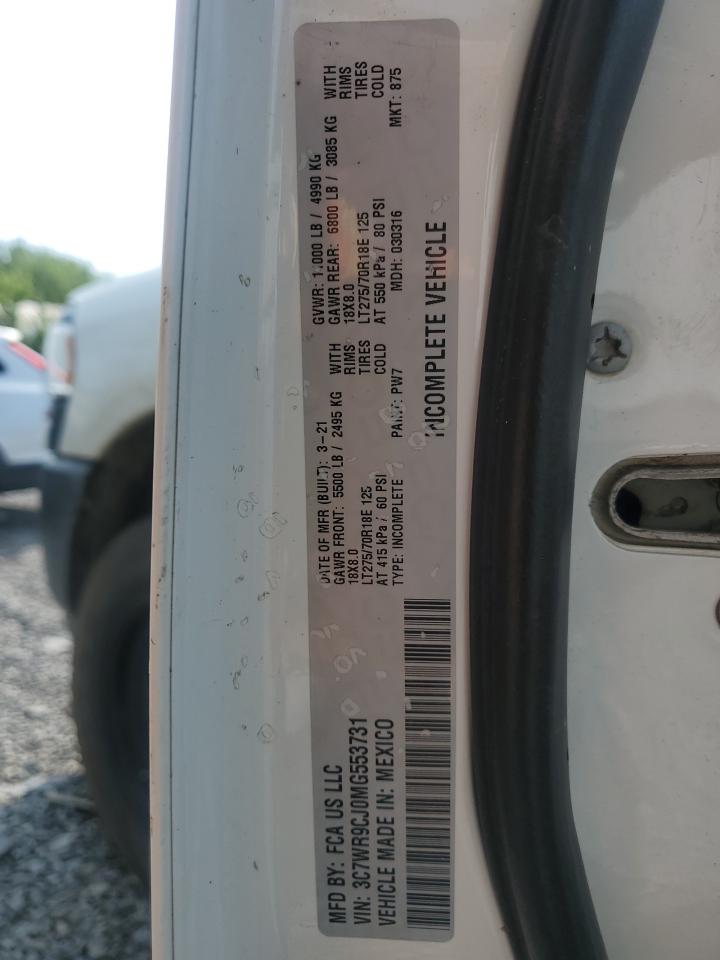 MFD BY: FCA US LLC
VIN: 3C7WR9CJ0MG553731
VEHICLE MADE IN: MEXICO
DATE OF MFR (BUILT): 3-21
GAWR FRONT: 5500 LB / 2495 KG WITH
18X8.0 RIMS
LT275/70R18E 125 TIRES
AT 415 kPa / 60 PSI COLD
TYPE: INCOMPLETE PAINT: PW7
GVWR: 11000 LB / 4990 KG
GAWR REAR: 6800 LB / 3085 KG WITH
18X8.0 RIMS
LT275/70R18E 125 TIRES
AT 550 kPa / 80 PSI COLD
MDH: 030316 MKT: 875
INCOMPLETE VEHICLE